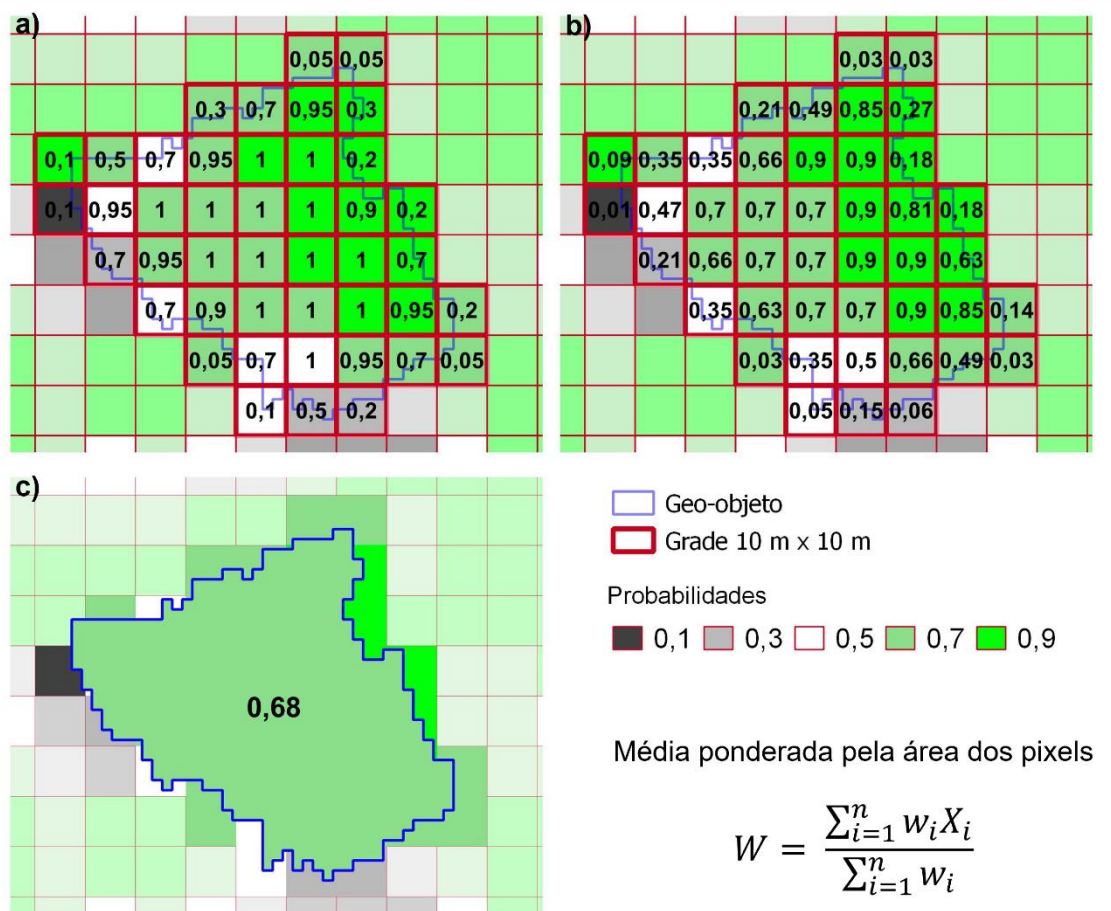 a)
0,05 0,05
0,3 0,7 0,95 0,3
0,1 0,5 0,7 0,95 1 1 0,2
0,1 0,95 1 1 1 1 0,9 0,2
0,7 0,95 1 1 1 1 0,7
0,7 0,9 1 1 1 0,95 0,2
0,05 0,7 1 0,95 0,7 0,05
0,1 0,5 0,2
b)
0,03 0,03
0,21 0,49 0,85 0,27
0,09 0,35 0,35 0,66 0,9 0,9 0,18
0,01 0,47 0,7 0,7 0,7 0,9 0,81 0,18
0,21 0,66 0,7 0,7 0,9 0,9 0,63
0,35 0,63 0,7 0,7 0,9 0,85 0,14
0,03 0,35 0,5 0,66 0,49 0,03
0,05 0,15 0,06
c)
0,68
Geo-objeto
Grade 10 m x 10 m
Probabilidades
0,1 0,3 0,5 0,7 0,9
Média ponderada pela área dos pixels
W = ∑ⁿᵢ₌₁ wᵢXᵢ / ∑ⁿᵢ₌₁ wᵢ